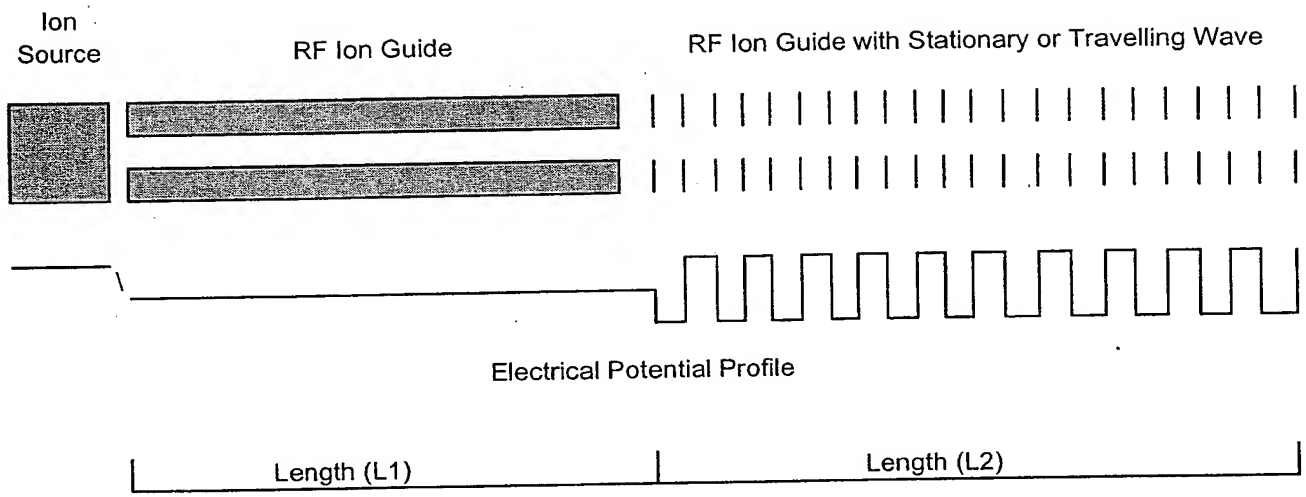 Ion
Source
RF Ion Guide
RF Ion Guide with Stationary or Travelling Wave
Electrical Potential Profile
Length (L1)
Length (L2)